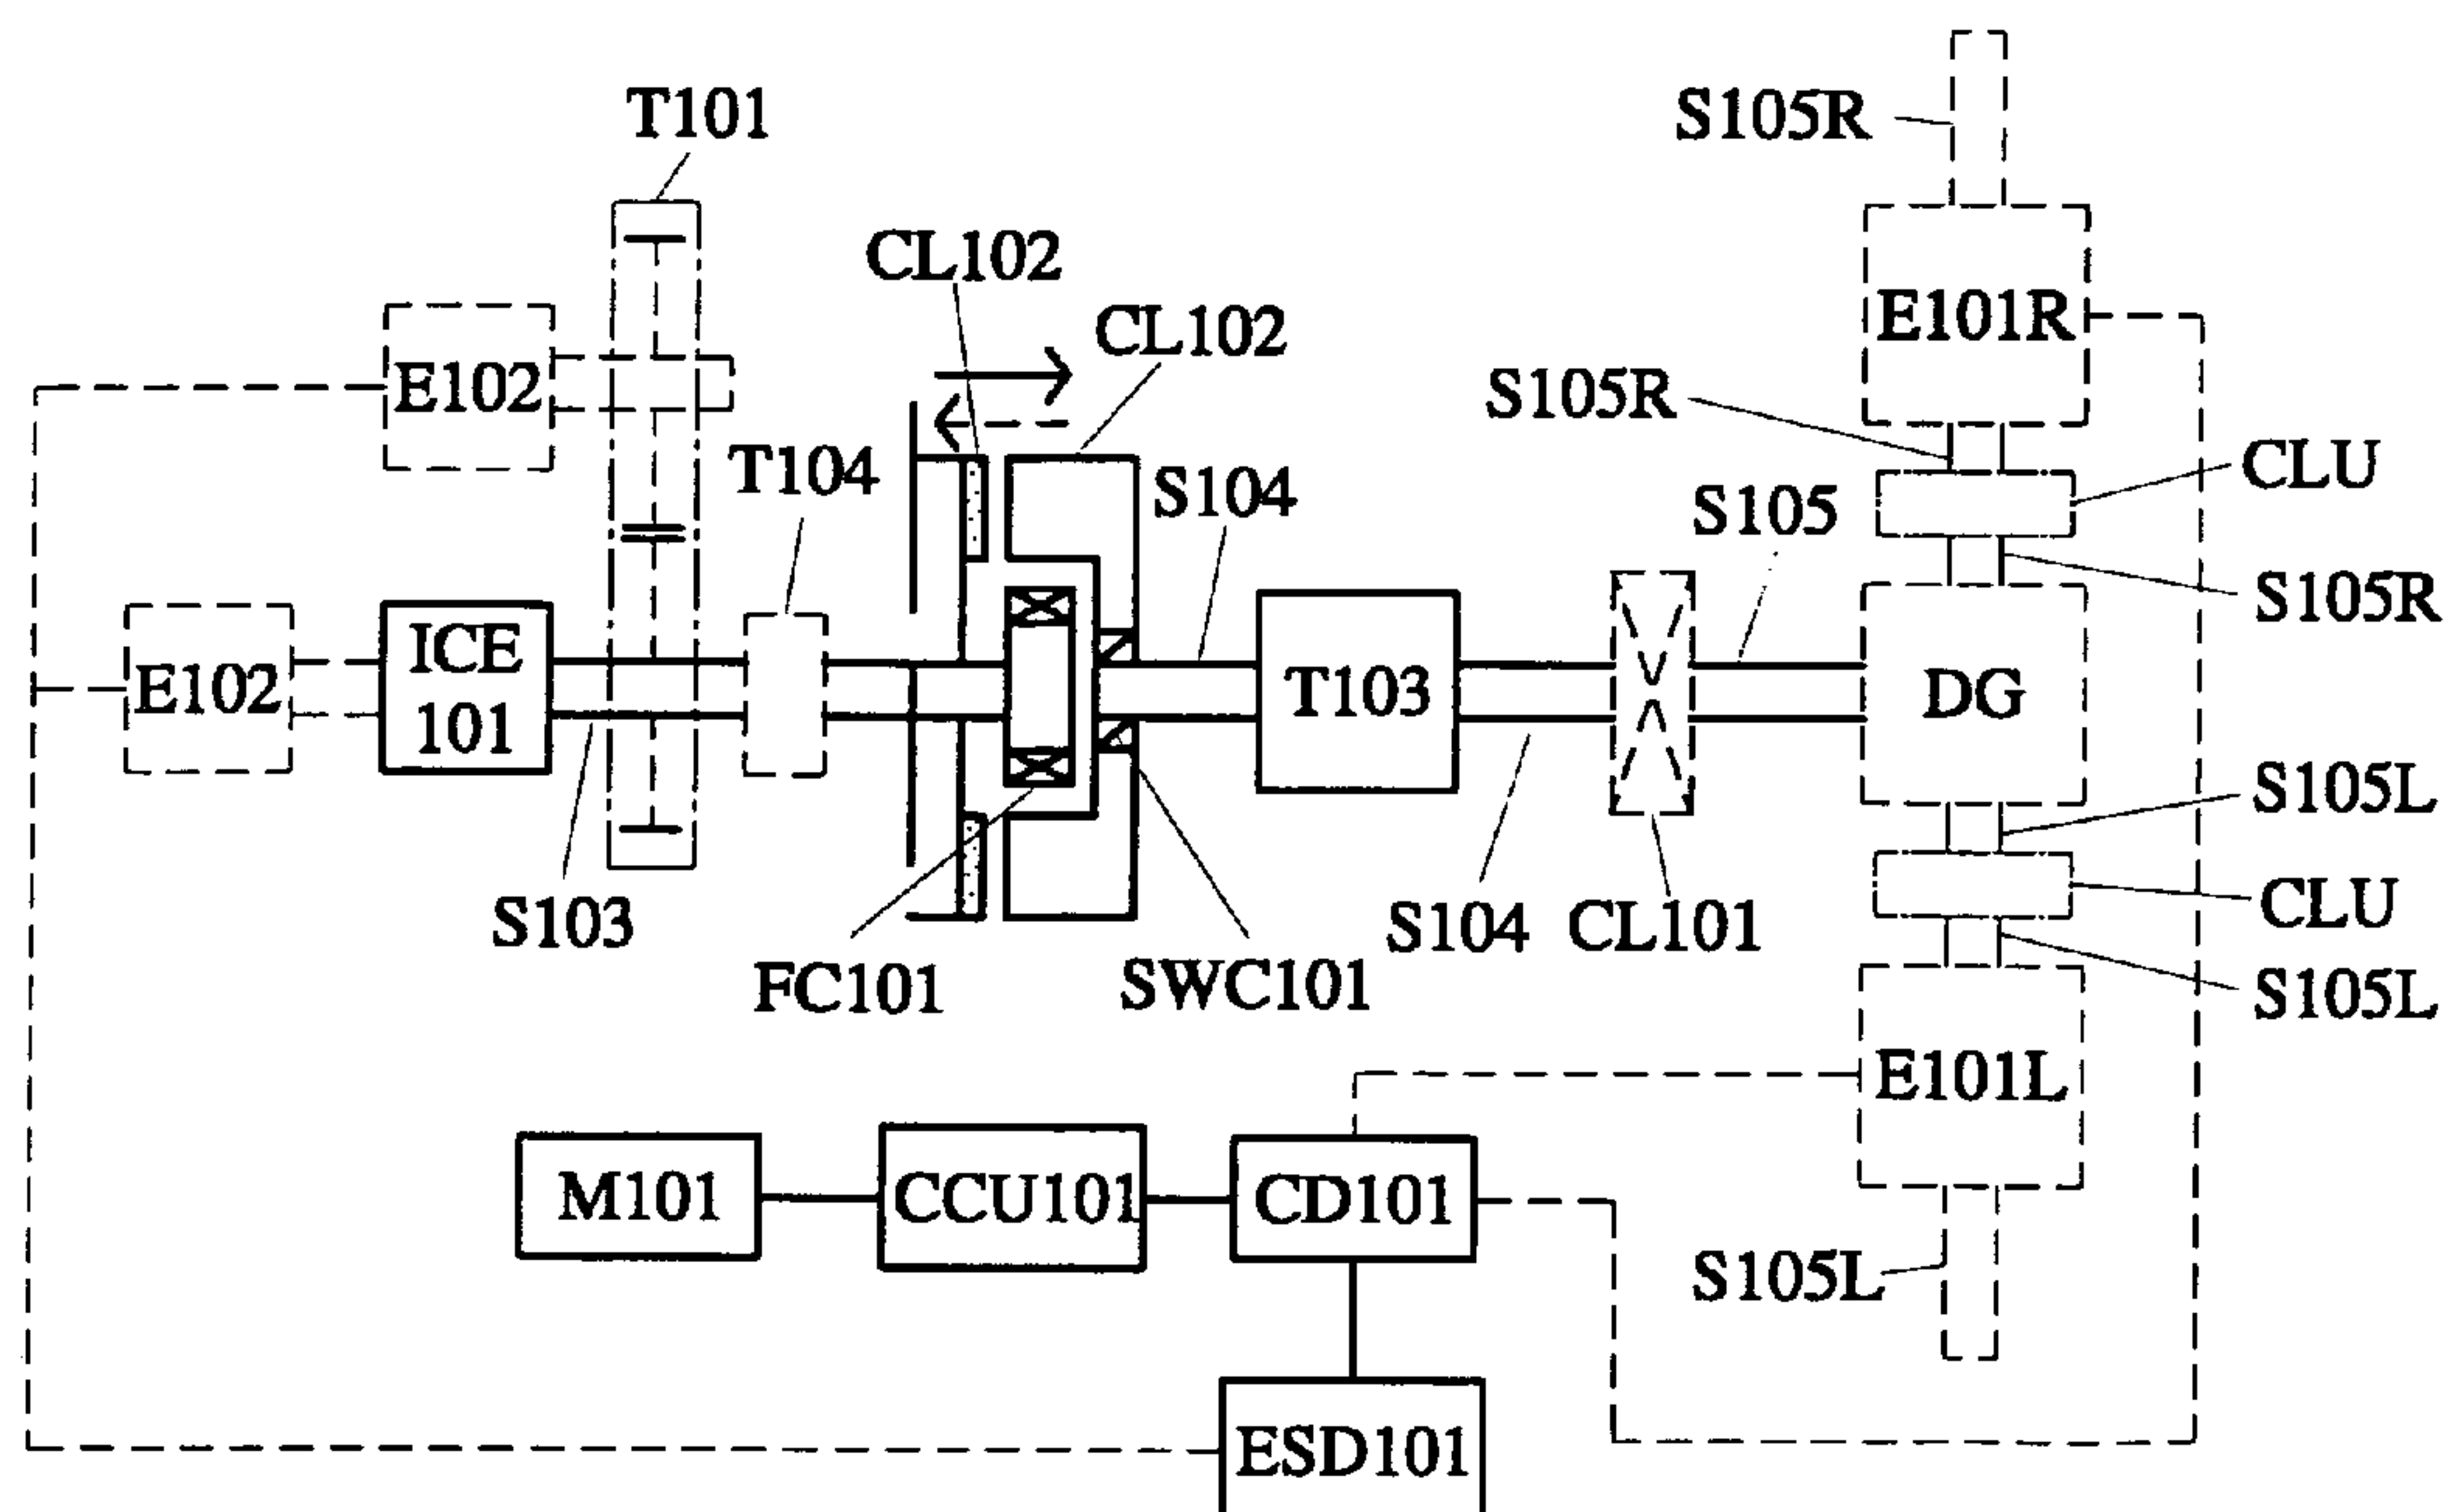 T101
S105R
CL102
E101R
CL102
E102
S105R
CLU
T104
S104
S105
S105R
ICE
101
E102
T103
DG
S105L
S103
S104
CL101
CLU
FC101
SWC101
S105L
E101L
M101
CCU101
CD101
S105L
ESD101